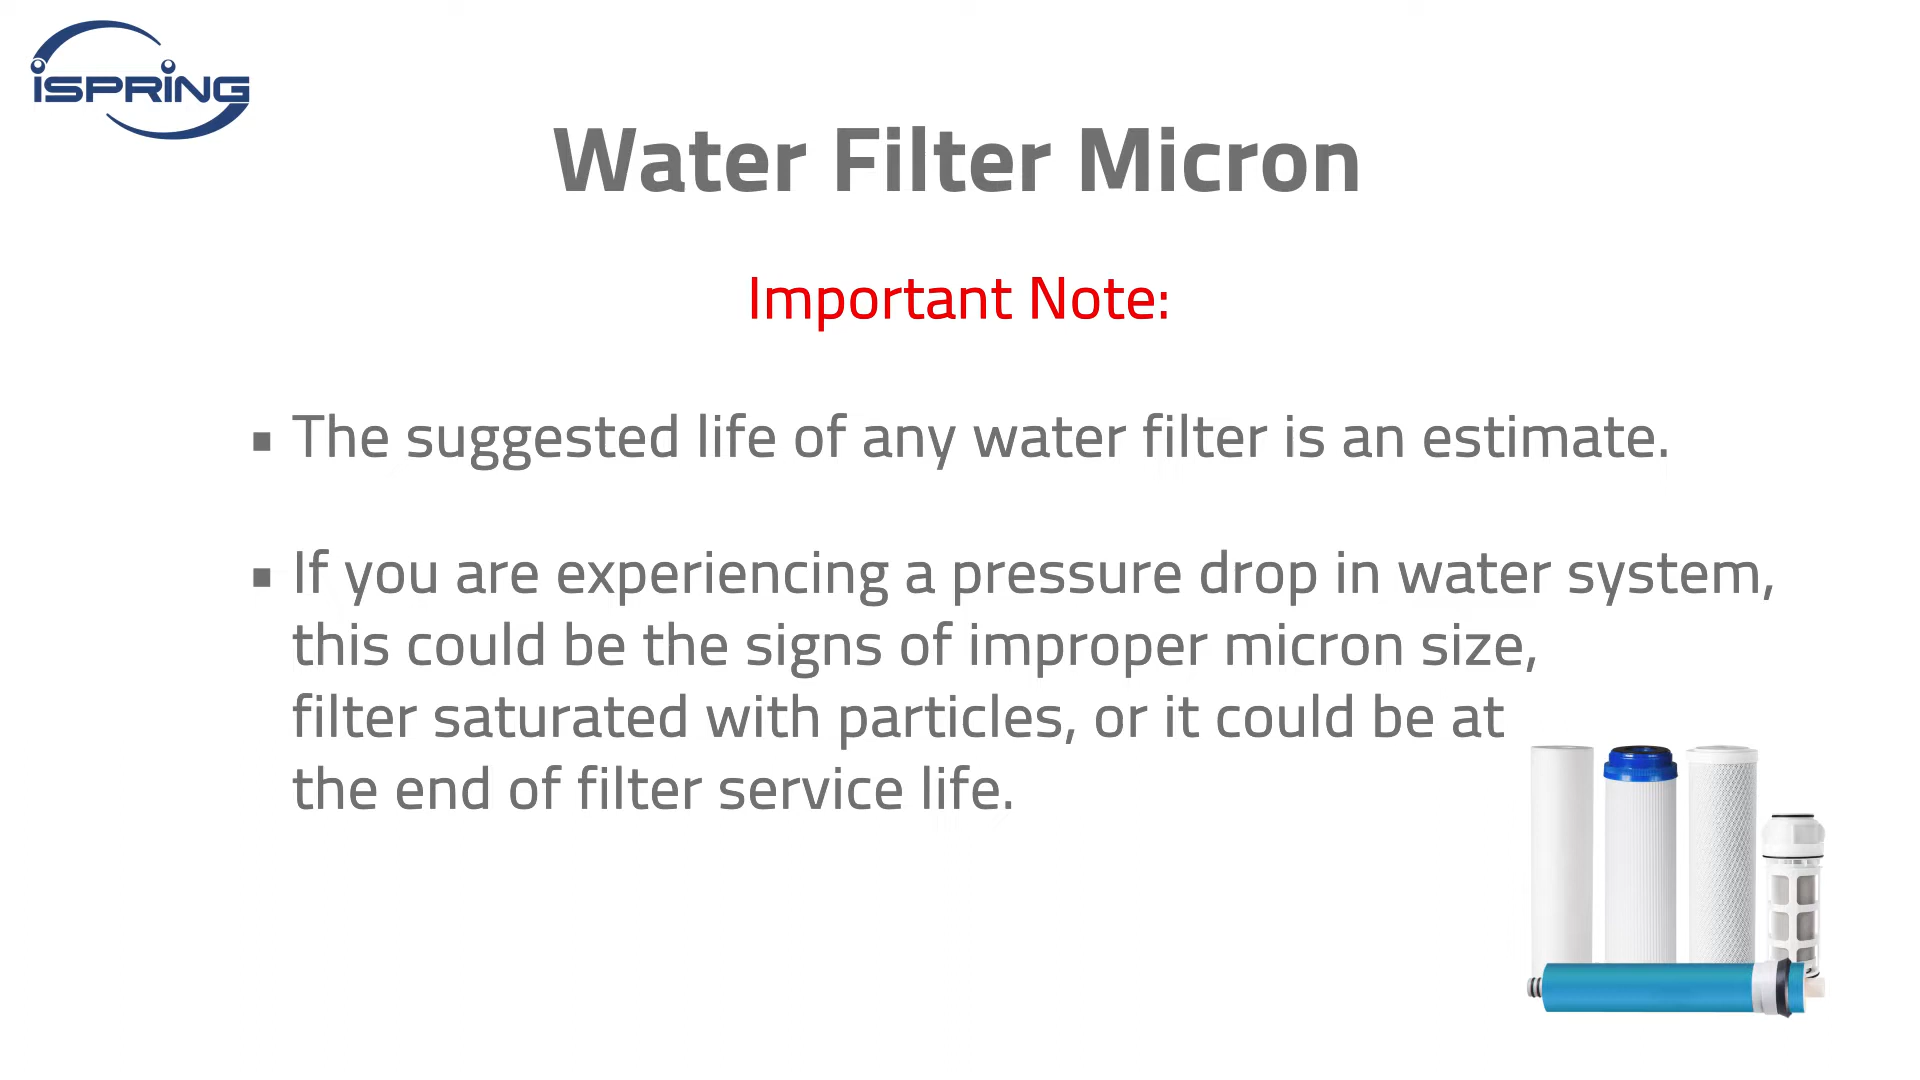 iSPRiNG
Water Filter Micron
Important Note:
▪ The suggested life of any water filter is an estimate.
▪ If you are experiencing a pressure drop in water system,
this could be the signs of improper micron size,
filter saturated with particles, or it could be at
the end of filter service life.